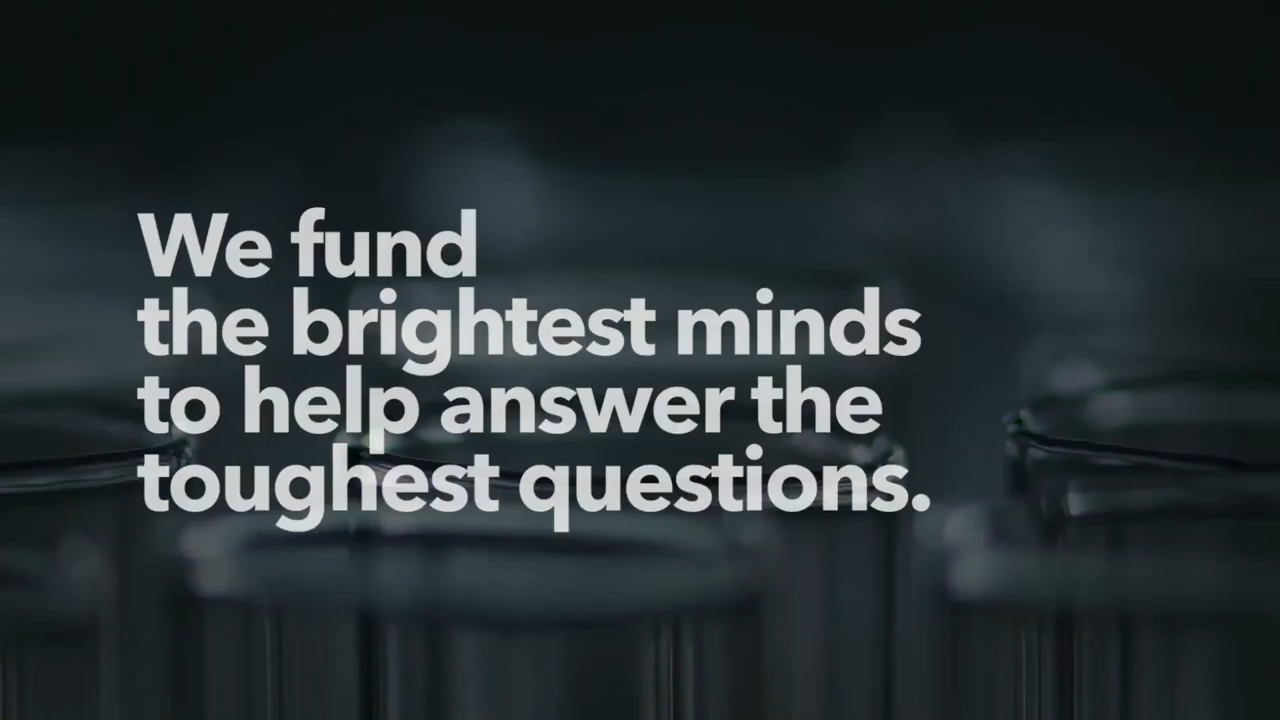 We fund
the brightest minds
to help answer the
toughest questions.